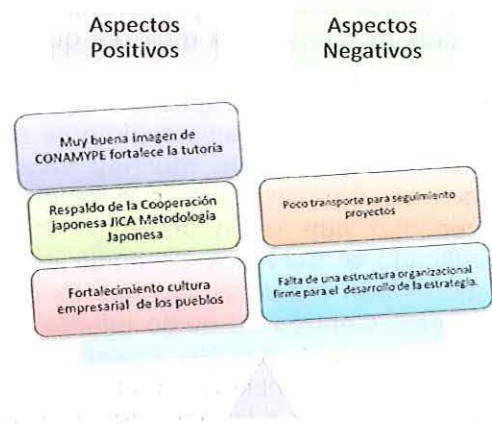 Aspectos
Positivos
Aspectos
Negativos
Muy buena imagen de
CONAMYPE fortalece la tutoria
Respaldo de la Cooperación
japonesa JICA Metodología
Japonesa
Fortalecimiento cultura
empresarial de los pueblos
Poco transporte para seguimiento
proyectos
Falta de una estructura organizacional
firme para el desarrollo de la estrategia.